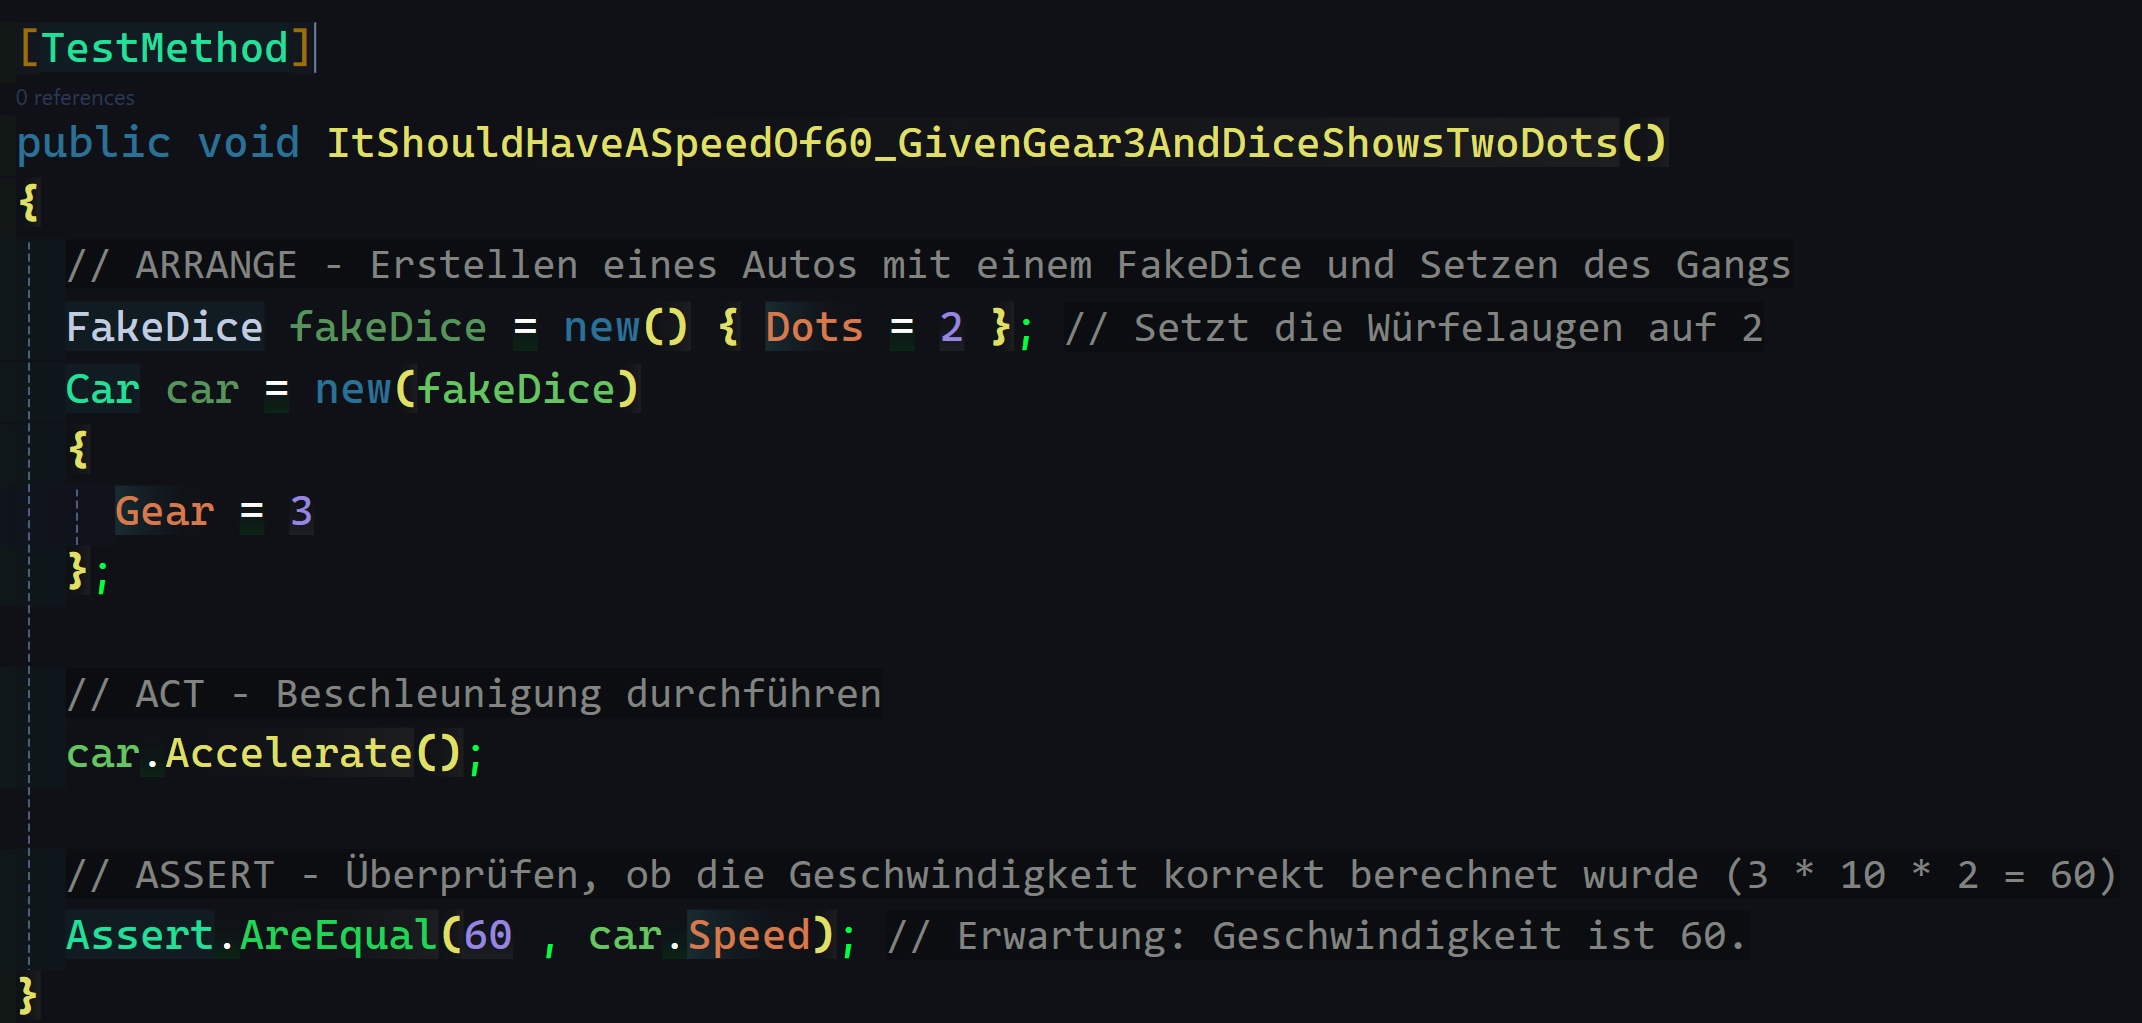 [TestMethod]
0 references
public void ItShouldHaveASpeedOf60_GivenGear3AndDiceShowsTwoDots()
{
// ARRANGE - Erstellen eines Autos mit einem FakeDice und Setzen des Gangs
FakeDice fakeDice = new() { Dots = 2 }; // Setzt die Würfelaugen auf 2
Car car = new(fakeDice)
{
Gear = 3
};
// ACT - Beschleunigung durchführen
car.Accelerate();
// ASSERT - Überprüfen, ob die Geschwindigkeit korrekt berechnet wurde (3 * 10 * 2 = 60)
Assert.AreEqual(60 , car.Speed); // Erwartung: Geschwindigkeit ist 60.
}